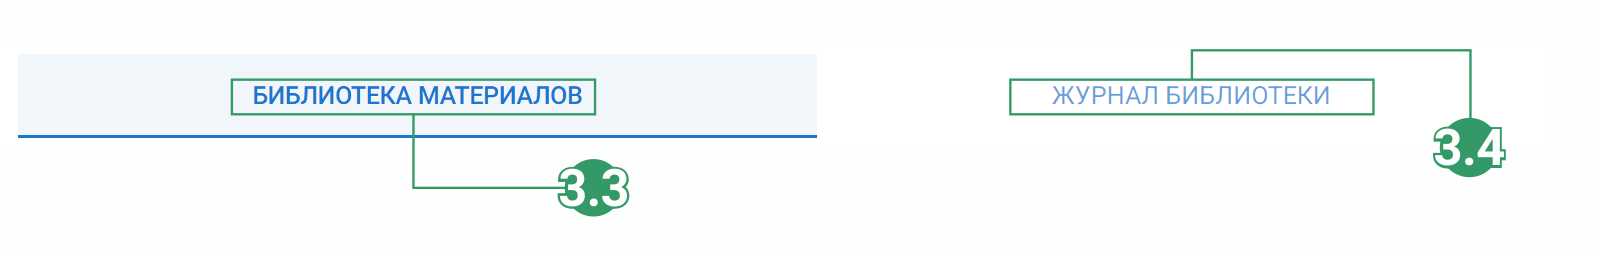 БИБЛИОТЕКА МАТЕРИАЛОВ
ЖУРНАЛ БИБЛИОТЕКИ
3.3
3.4